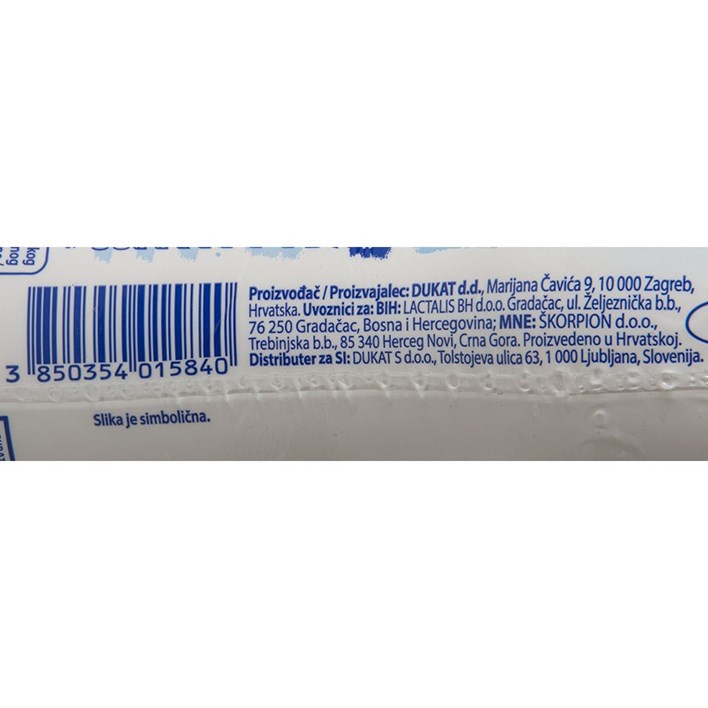 kog
nog
Proizvođač / Proizvajalec: DUKAT d.d., Marijana Čavića 9, 10 000 Zagreb,
Hrvatska. Uvoznici za: BIH: LACTALIS BH d.o.o. Gradačac, ul. Željeznička b.b.,
76 250 Gradačac, Bosna i Hercegovina; MNE: ŠKORPION d.o.o.,
Trebinjska b.b., 85 340 Herceg Novi, Crna Gora. Proizvedeno u Hrvatskoj.
Distributer za SI: DUKAT S d.o.o., Tolstojeva ulica 63, 1 000 Ljubljana, Slovenija.
3 850354 015840
Slika je simbolična.